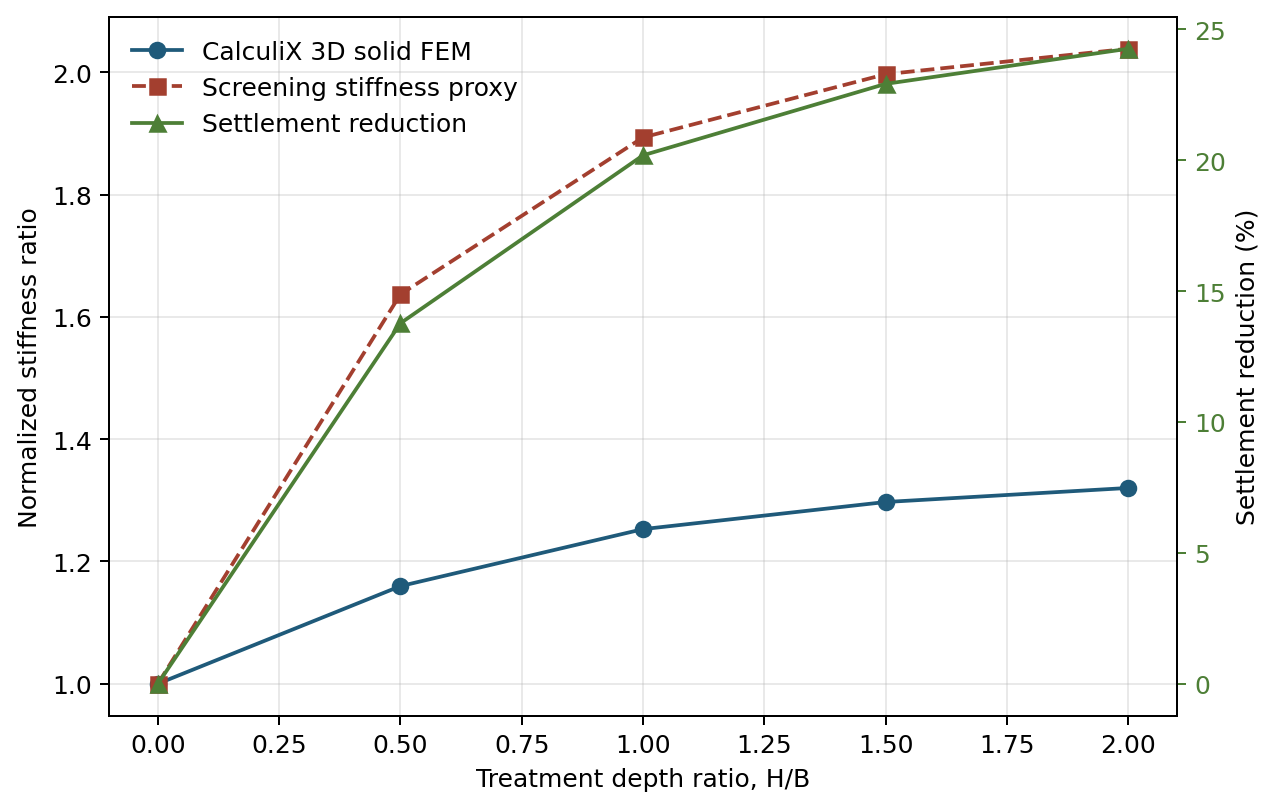 CalculiX 3D solid FEM
Screening stiffness proxy
Settlement reduction
Normalized stiffness ratio
2.0
1.8
1.6
1.4
1.2
1.0
25
20
15
10
5
0
Settlement reduction (%)
0.00 0.25 0.50 0.75 1.00 1.25 1.50 1.75 2.00
Treatment depth ratio, H/B